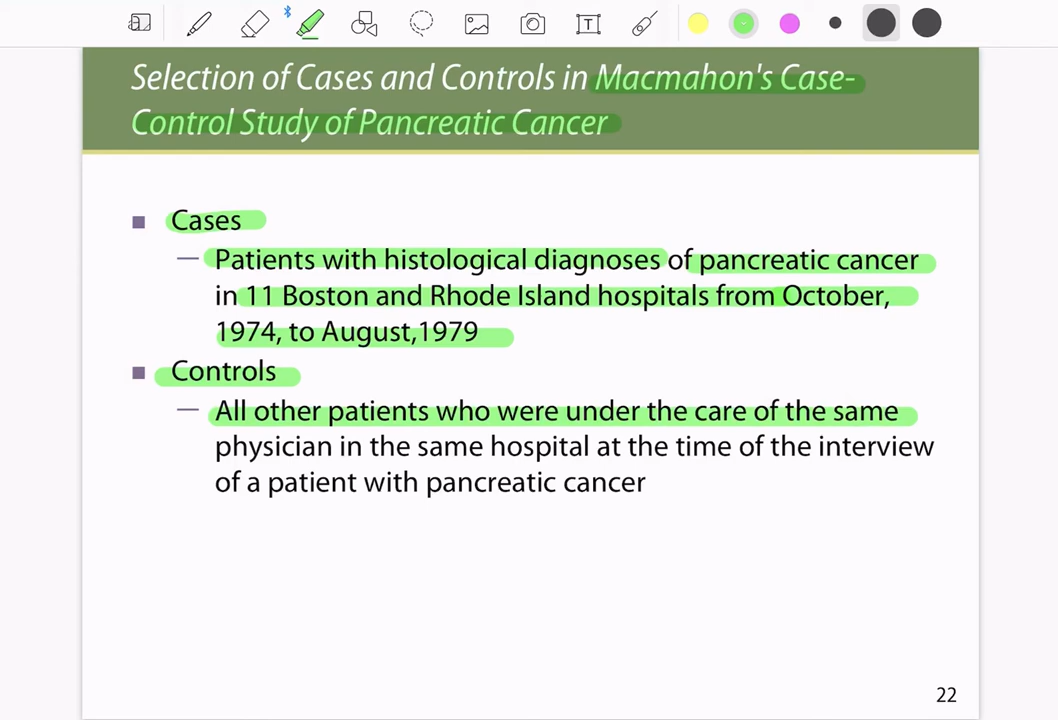 Selection of Cases and Controls in Macmahon's Case-
Control Study of Pancreatic Cancer
Cases
— Patients with histological diagnoses of pancreatic cancer
in 11 Boston and Rhode Island hospitals from October,
1974, to August,1979
Controls
— All other patients who were under the care of the same
physician in the same hospital at the time of the interview
of a patient with pancreatic cancer
22